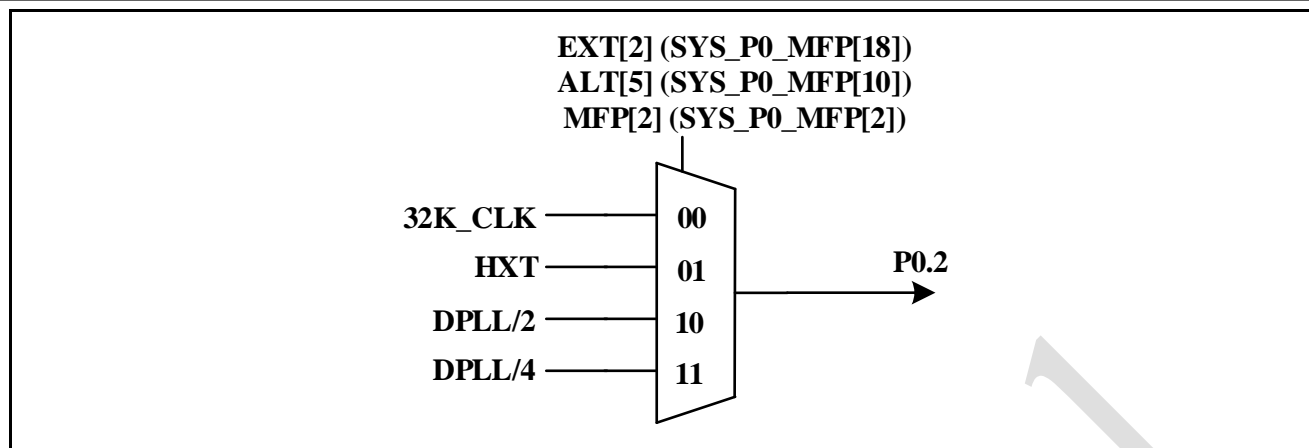 EXT[2] (SYS_P0_MFP[18])
ALT[5] (SYS_P0_MFP[10])
MFP[2] (SYS_P0_MFP[2])
32K_CLK 00
HXT 01
P0.2
DPLL/2 10
DPLL/4 11